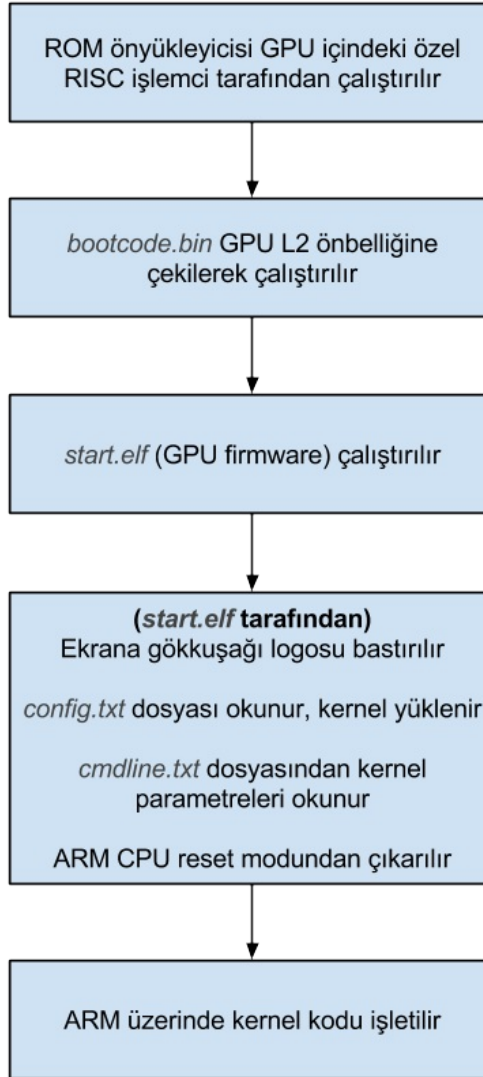 ROM önyükleyicisi GPU içindeki özel
RISC işlemci tarafından çalıştırılır
bootcode.bin GPU L2 önbelliğine
çekilerek çalıştırılır
start.elf (GPU firmware) çalıştırılır
(start.elf tarafından)
Ekrana gökkuşağı logosu bastırılır
config.txt dosyası okunur, kernel yüklenir
cmdline.txt dosyasından kernel
parametreleri okunur
ARM CPU reset modundan çıkarılır
ARM üzerinde kernel kodu işletilir